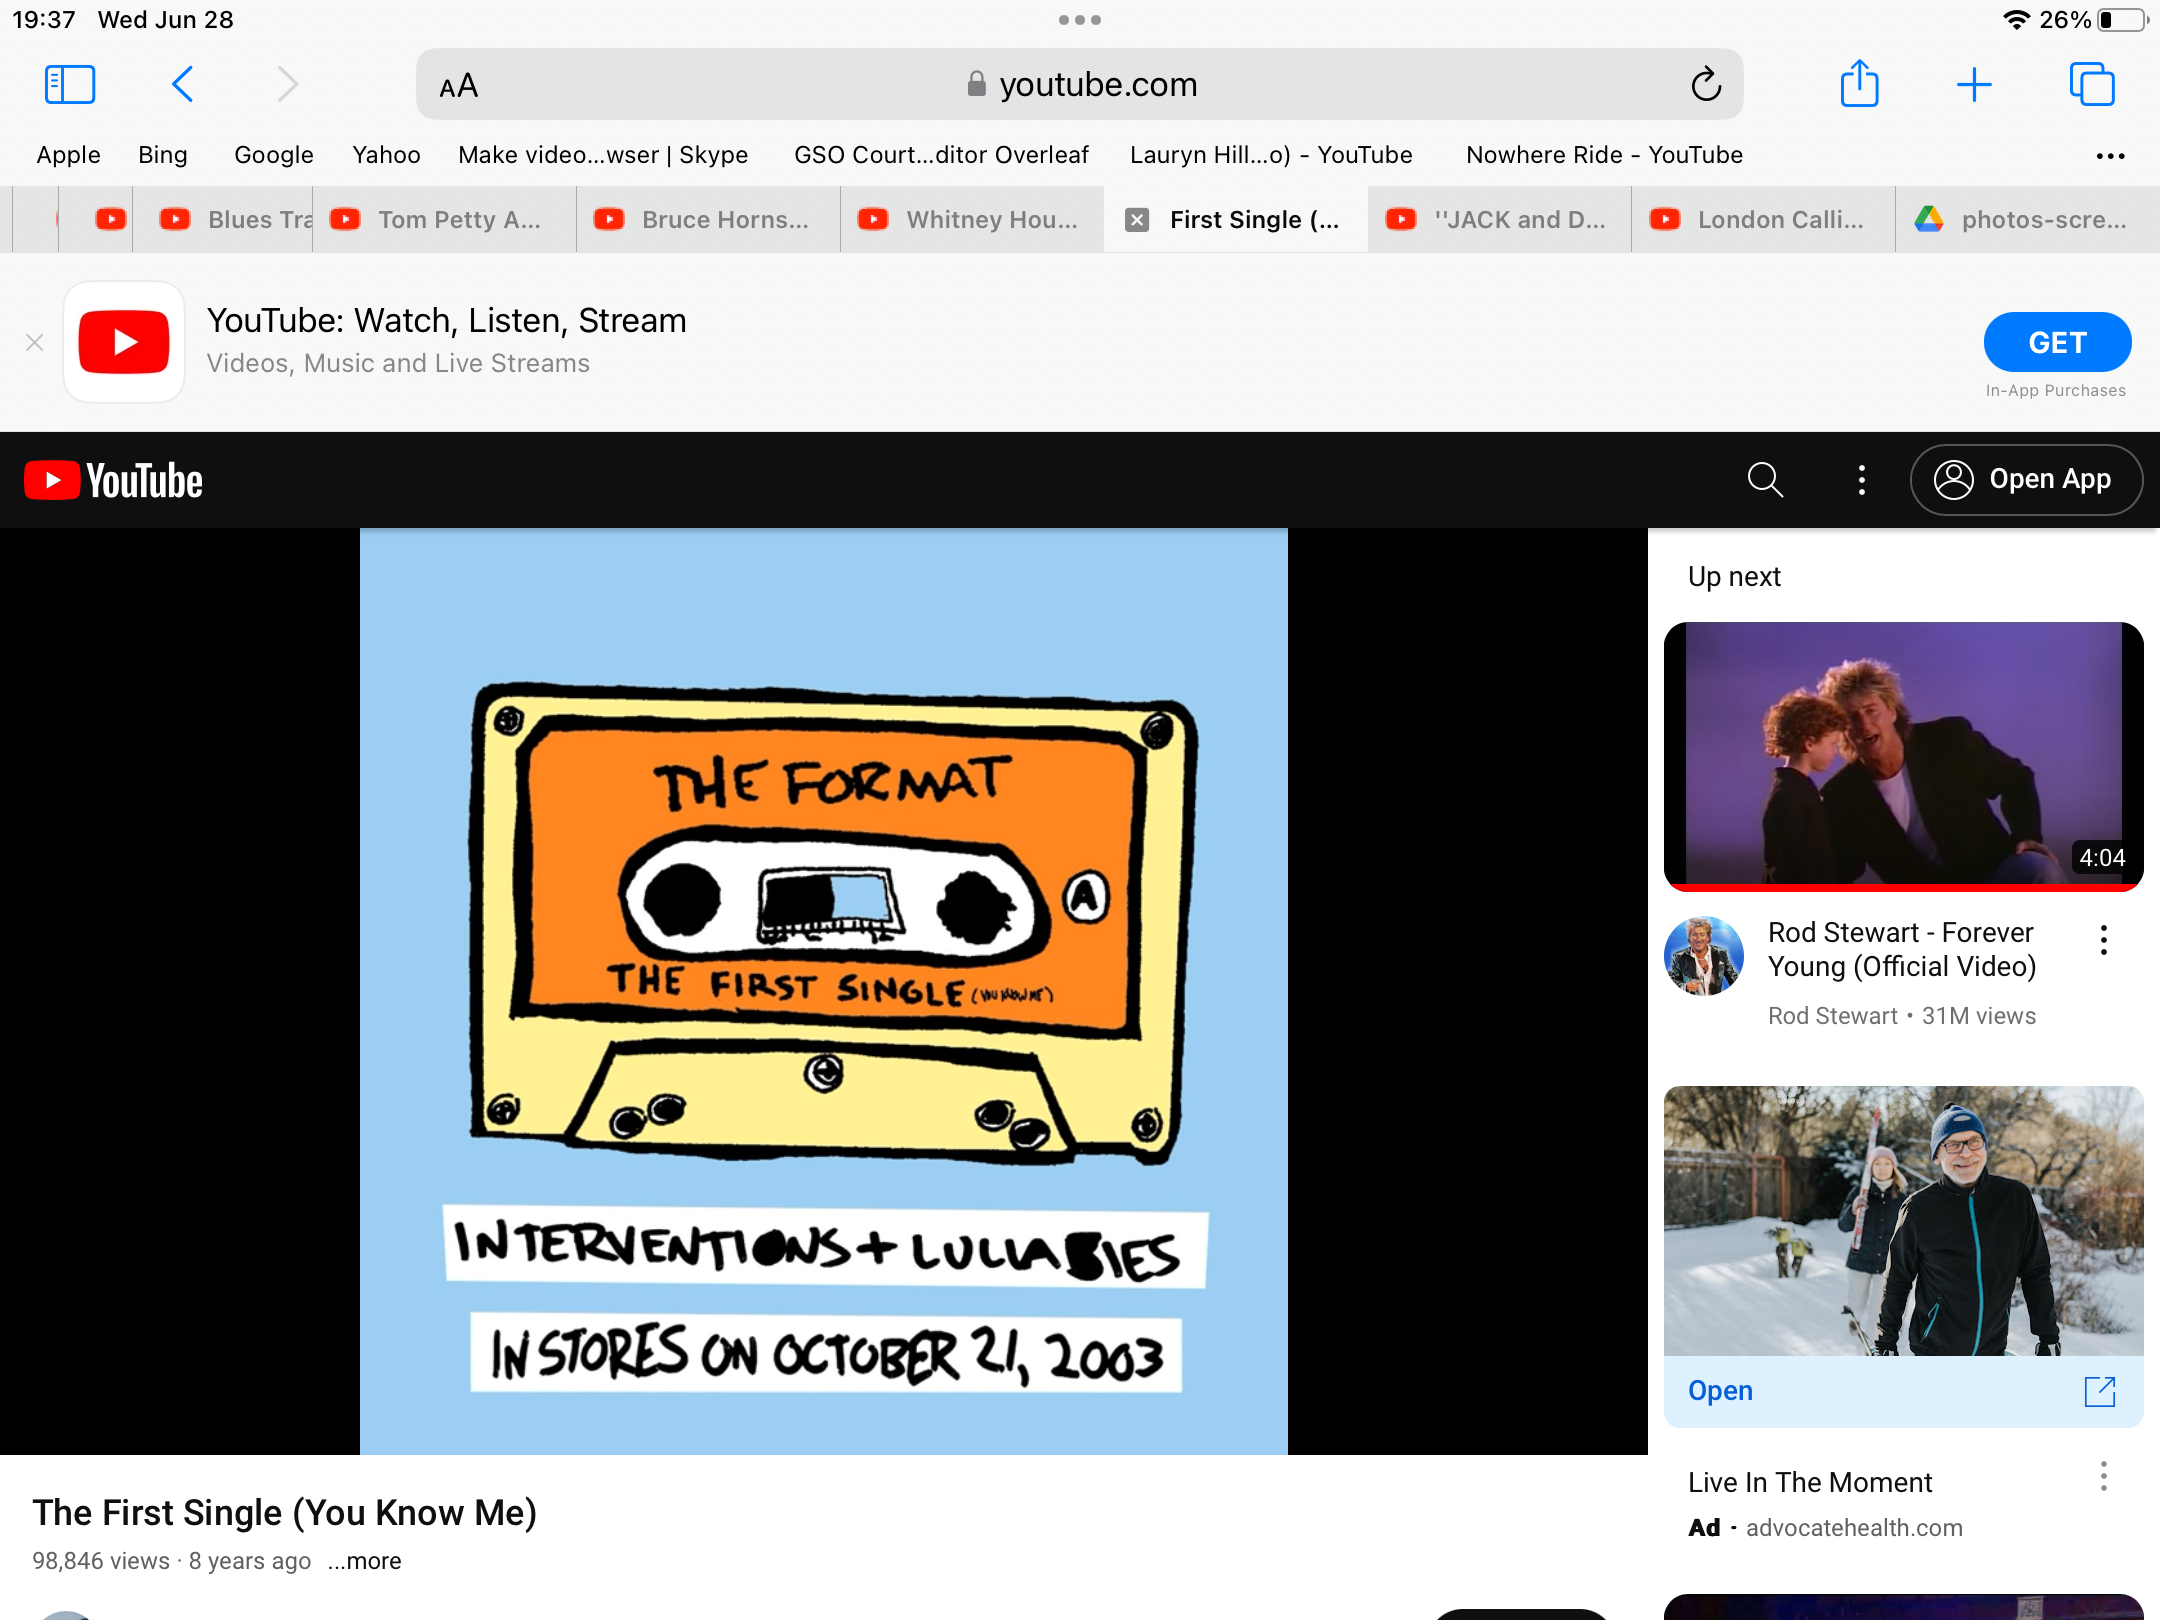 19:37 Wed Jun 28
26%
AA youtube.com
Apple Bing Google Yahoo Make video...wser | Skype GSO Court...ditor Overleaf Lauryn Hill...o) - YouTube Nowhere Ride - YouTube
Blues Tra Tom Petty A... Bruce Horns... Whitney Hou... First Single (... ''JACK and D... London Calli... photos-scre...
YouTube: Watch, Listen, Stream
Videos, Music and Live Streams
GET
In-App Purchases
YouTube
Open App
THE FORMAT
A
THE FIRST SINGLE (YOU KNOW ME)
INTERVENTIONS + LULLABIES
IN STORES ON OCTOBER 21, 2003
The First Single (You Know Me)
98,846 views · 8 years ago ...more
Up next
4:04
Rod Stewart - Forever
Young (Official Video)
Rod Stewart • 31M views
Open
Live In The Moment
Ad · advocatehealth.com